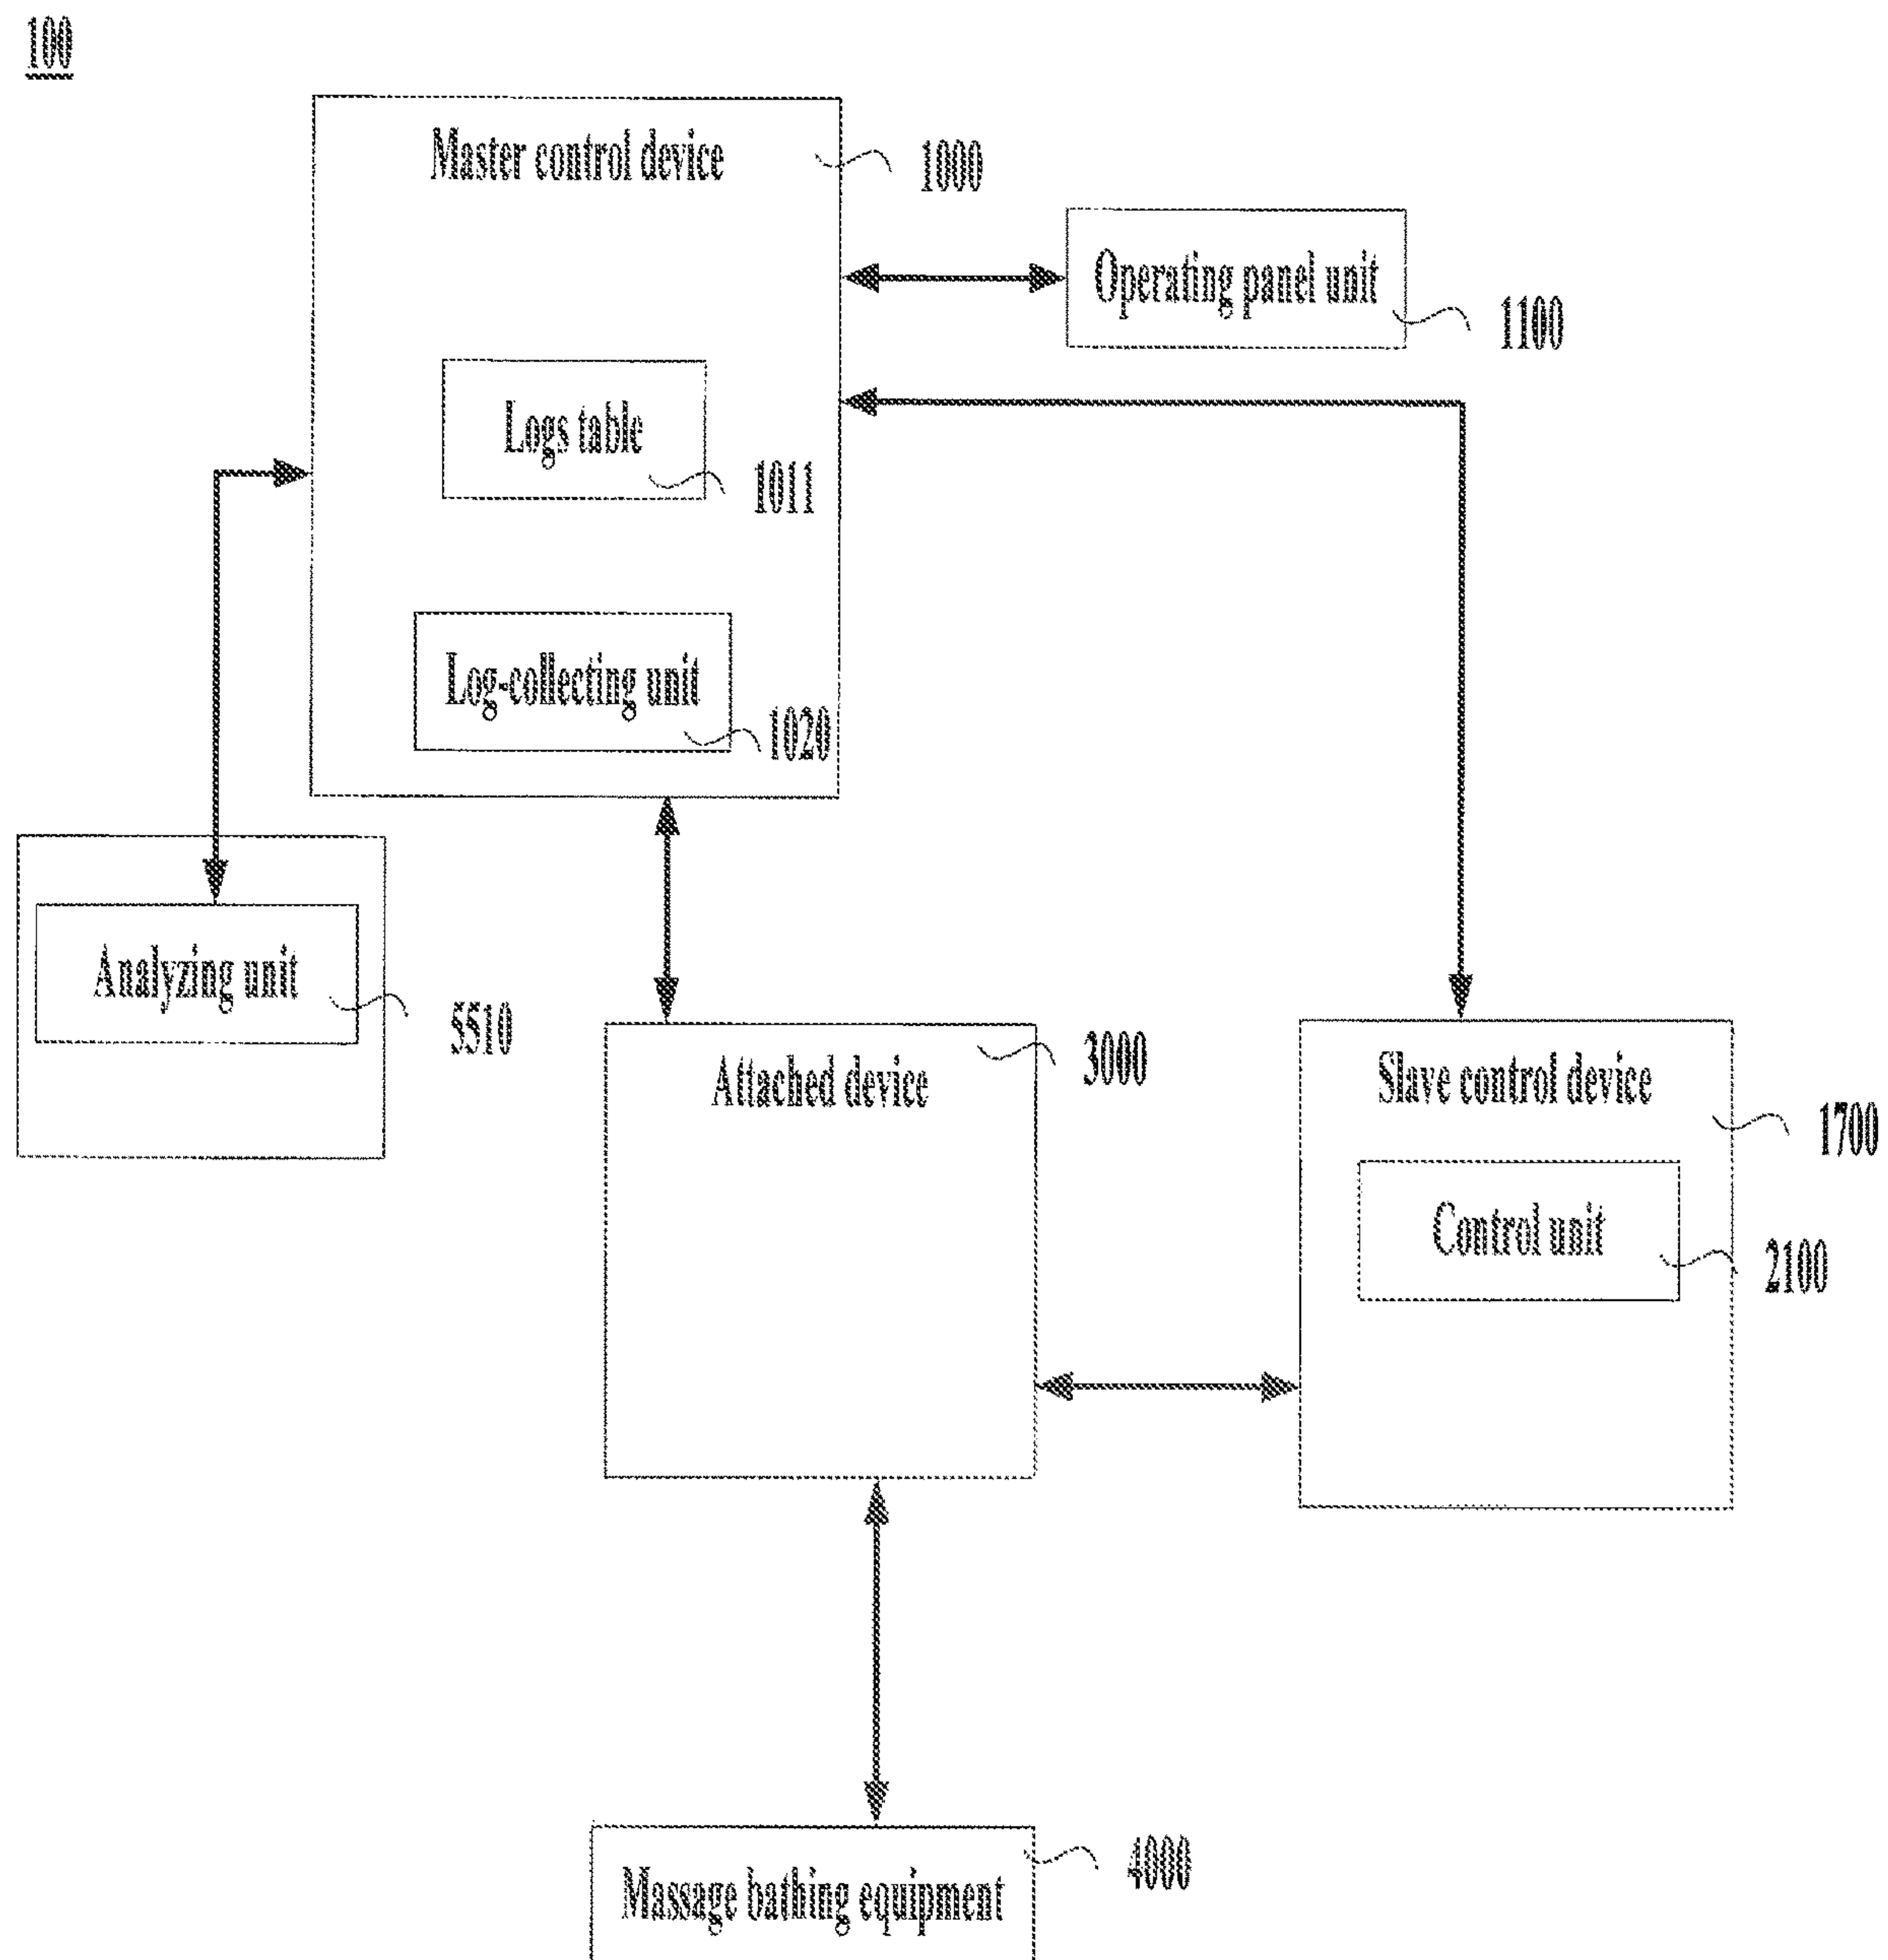 100
Master control device
1000
Operating panel unit
1100
Logs table
1011
Log-collecting unit
1020
Analyzing unit
5510
Attached device
3000
Slave control device
1700
Control unit
2100
Massage bathing equipment
4000